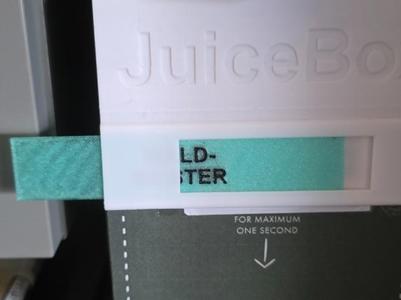 JuiceBo
LD-
STER
FOR MAXIMUM
ONE SECOND